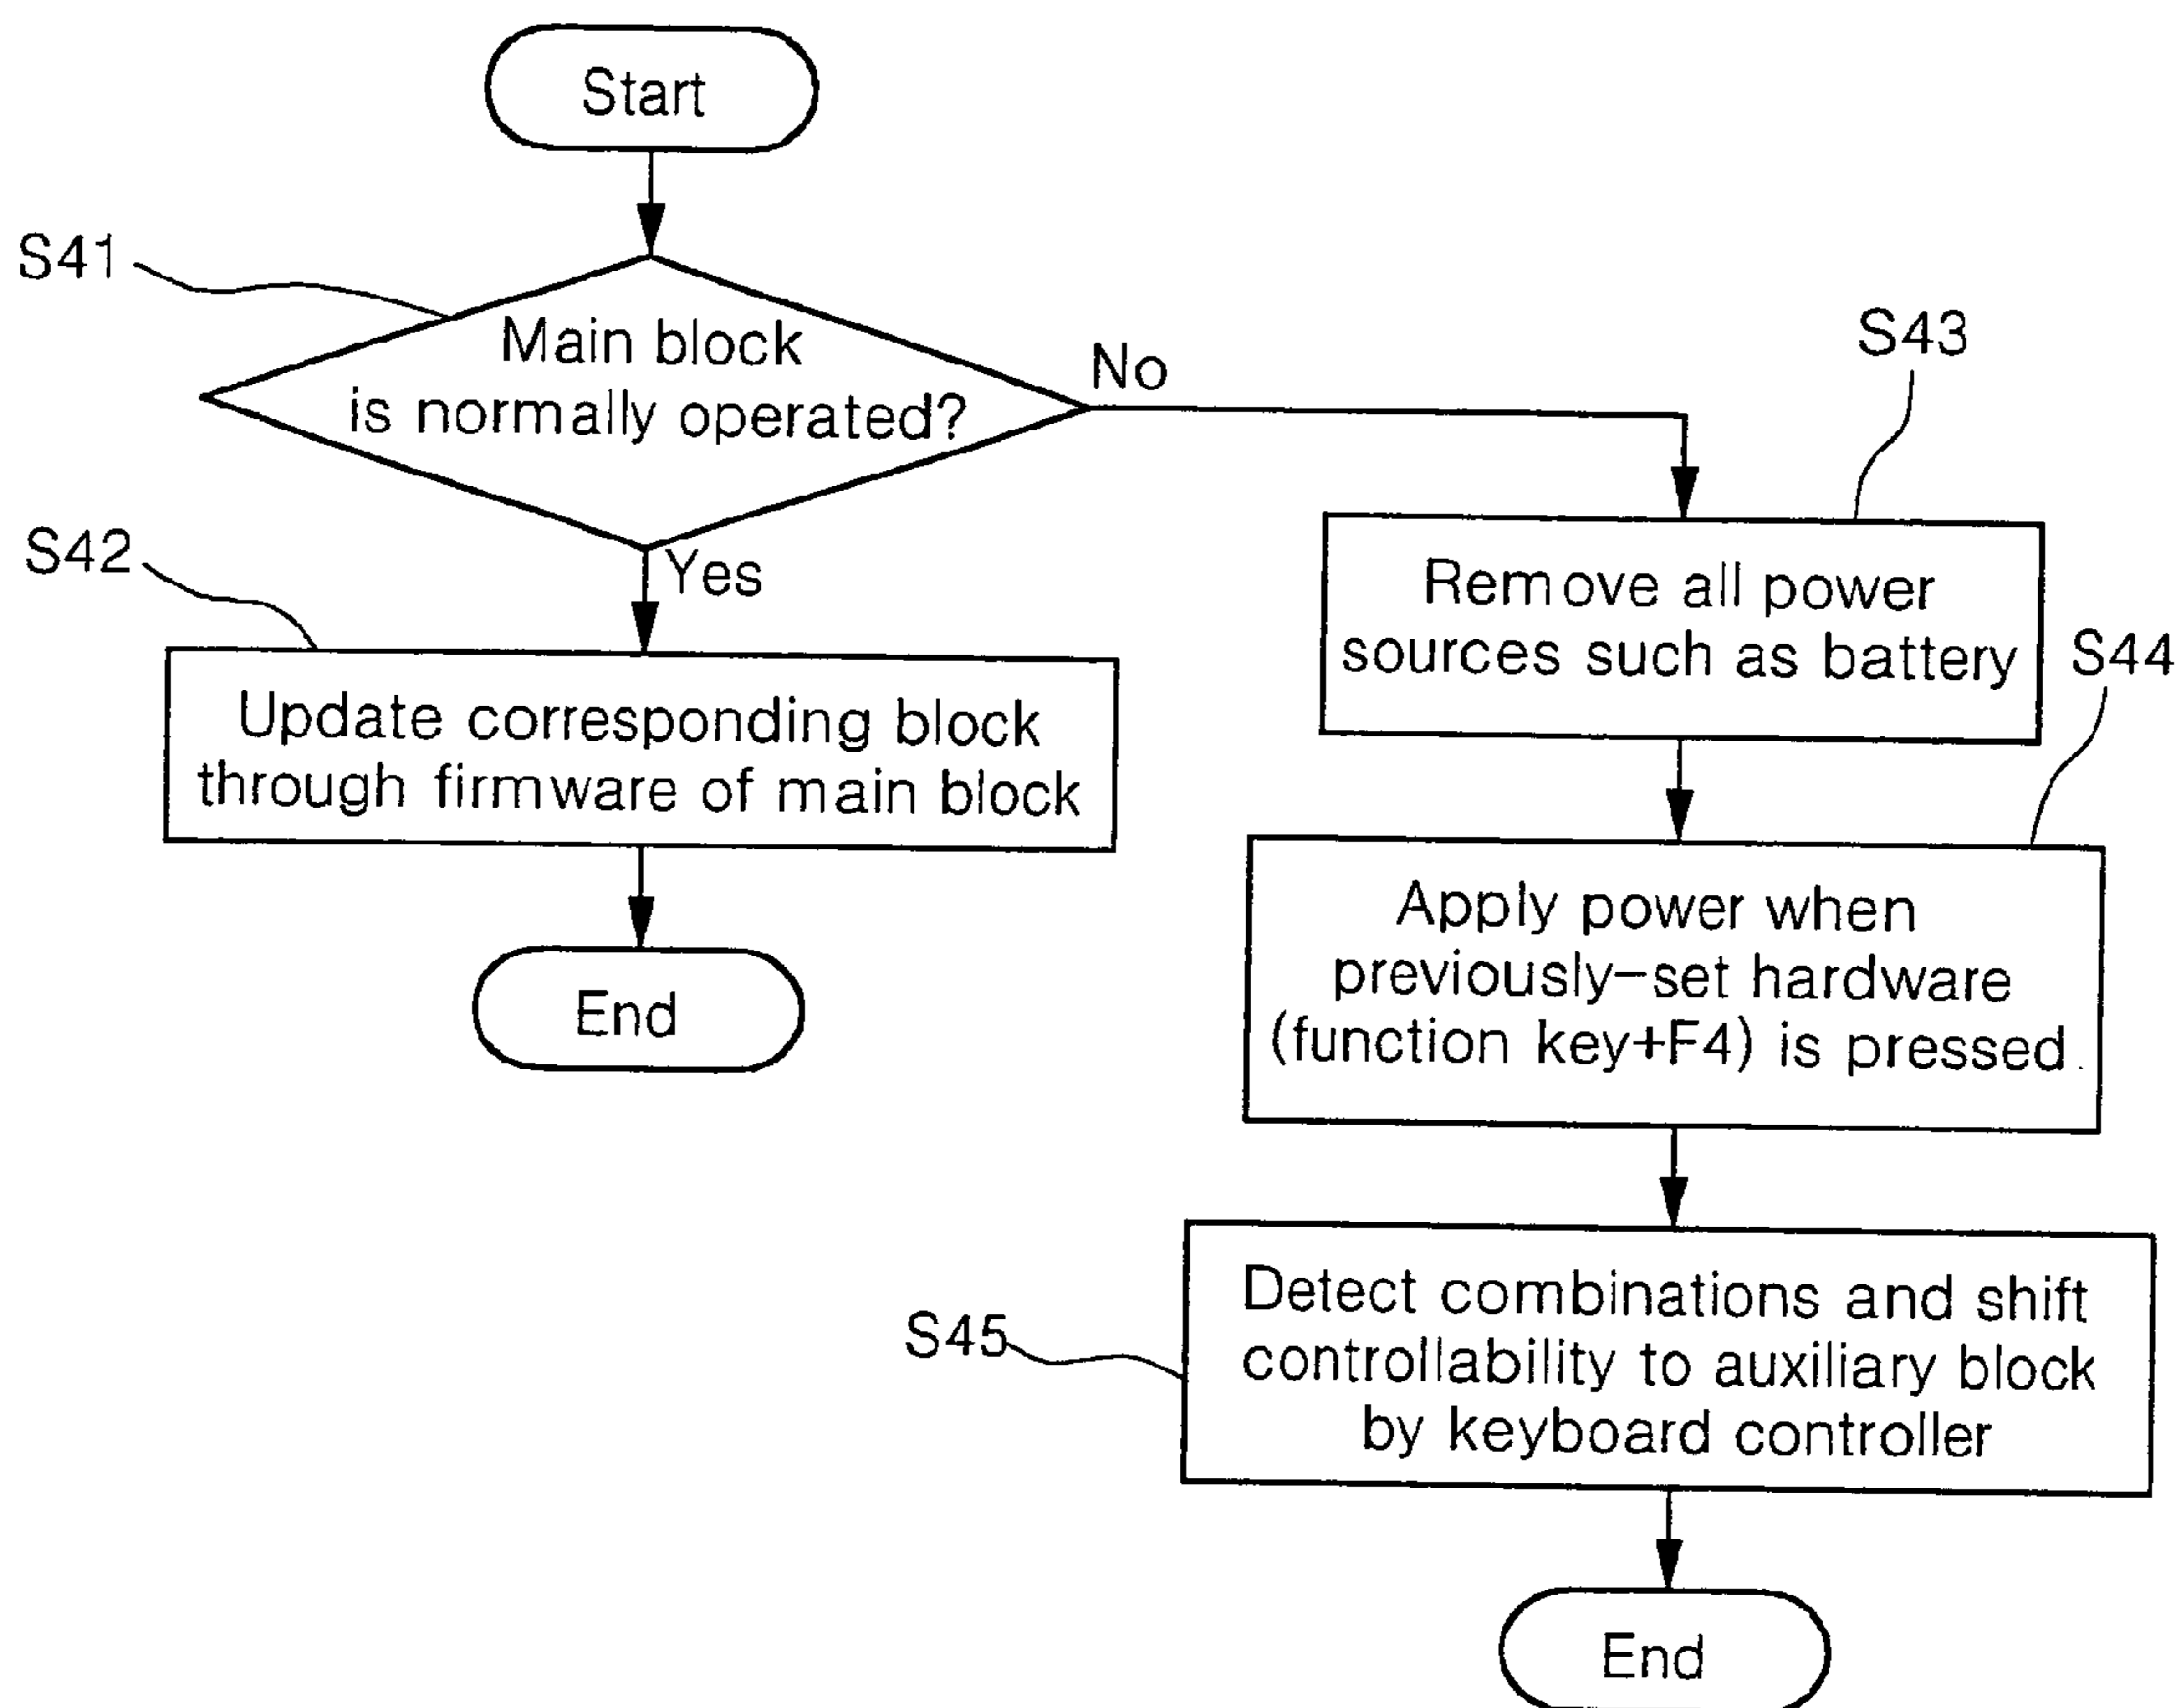 Start
S41
Main block
is normally operated?
No
Yes
S42
Update corresponding block
through firmware of main block
End
S43
Remove all power
sources such as battery
S44
Apply power when
previously-set hardware
(function key+F4) is pressed
S45
Detect combinations and shift
controllability to auxiliary block
by keyboard controller
End